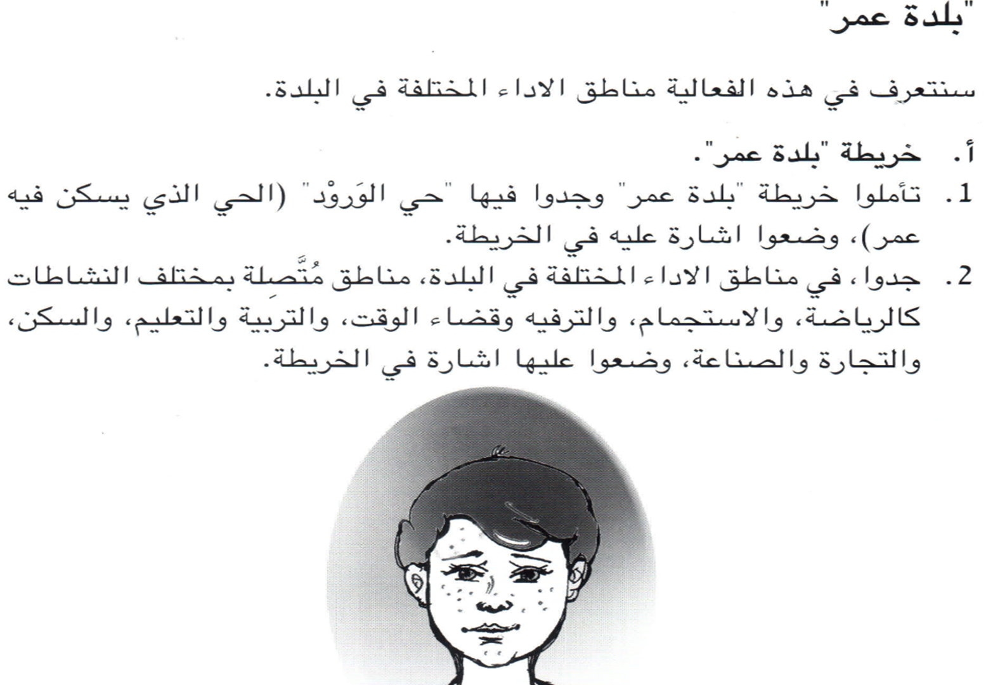 "بلدة عمر"
سنتعرف في هذه الفعالية مناطق الاداء المختلفة في البلدة.
أ. خريطة "بلدة عمر".
1. تأملوا خريطة "بلدة عمر" وجدوا فيها "حي الوَروْد" (الحي الذي يسكن فيه
عمر)، وضعوا اشارة عليه في الخريطة.
2. جدوا، في مناطق الاداء المختلفة في البلدة، مناطق مُتَّصِلة بمختلف النشاطات
كالرياضة، والاستجمام، والترفيه وقضاء الوقت، والتربية والتعليم، والسكن،
والتجارة والصناعة، وضعوا عليها اشارة في الخريطة.